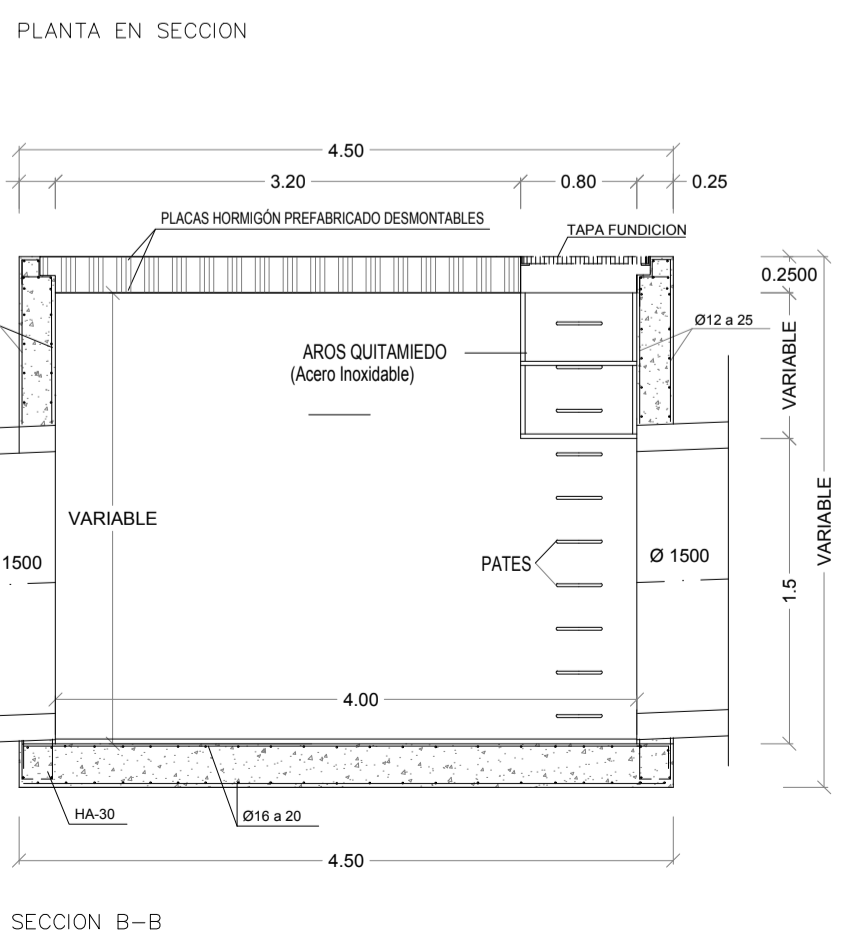 PLANTA EN SECCION
4.50
3.20
0.80
0.25
PLACAS HORMIGÓN PREFABRICADO DESMONTABLES
TAPA FUNDICION
0.2500
Ø12 a 25
VARIABLE
AROS QUITAMIEDO
(Acero Inoxidable)
VARIABLE
VARIABLE
1500
PATES
Ø 1500
1.5
4.00
HA-30
Ø16 a 20
4.50
SECCION B-B